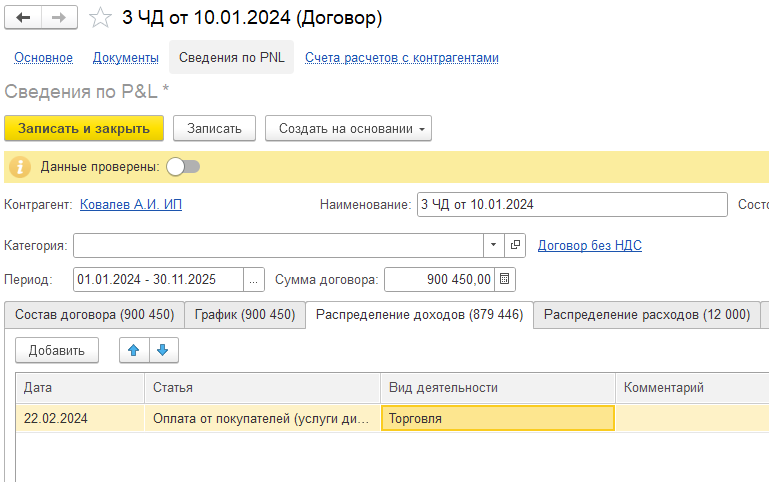 3 ЧД от 10.01.2024 (Договор)
Основное Документы Сведения по PNL Счета расчетов с контрагентами
Сведения по P&L *
Записать и закрыть Записать Создать на основании
Данные проверены:
Контрагент: Ковалев А.И. ИП Наименование: 3 ЧД от 10.01.2024 Состо
Категория: Договор без НДС
Период: 01.01.2024 - 30.11.2025 ... Сумма договора: 900 450,00
Состав договора (900 450) График (900 450) Распределение доходов (879 446) Распределение расходов (12 000)
Добавить
Дата Статья Вид деятельности Комментарий
22.02.2024 Оплата от покупателей (услуги ди... Торговля